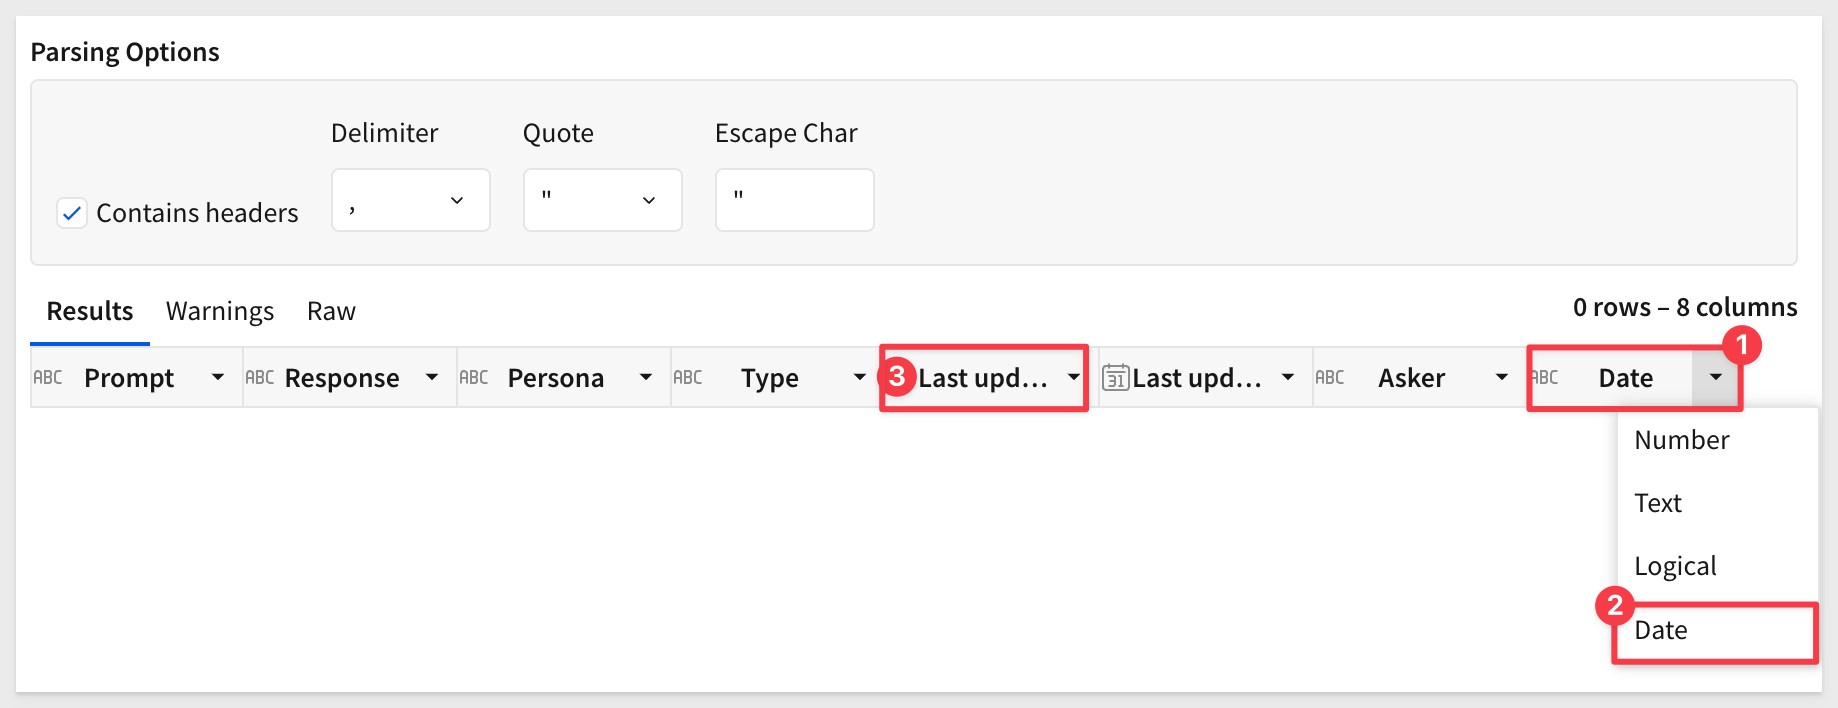 Parsing Options
Delimiter Quote Escape Char
Contains headers , " "
Results Warnings Raw 0 rows – 8 columns
1
ABC Prompt ABC Response ABC Persona ABC Type 3 Last upd... 31 Last upd... ABC Asker ABC Date
Number
Text
Logical
2
Date